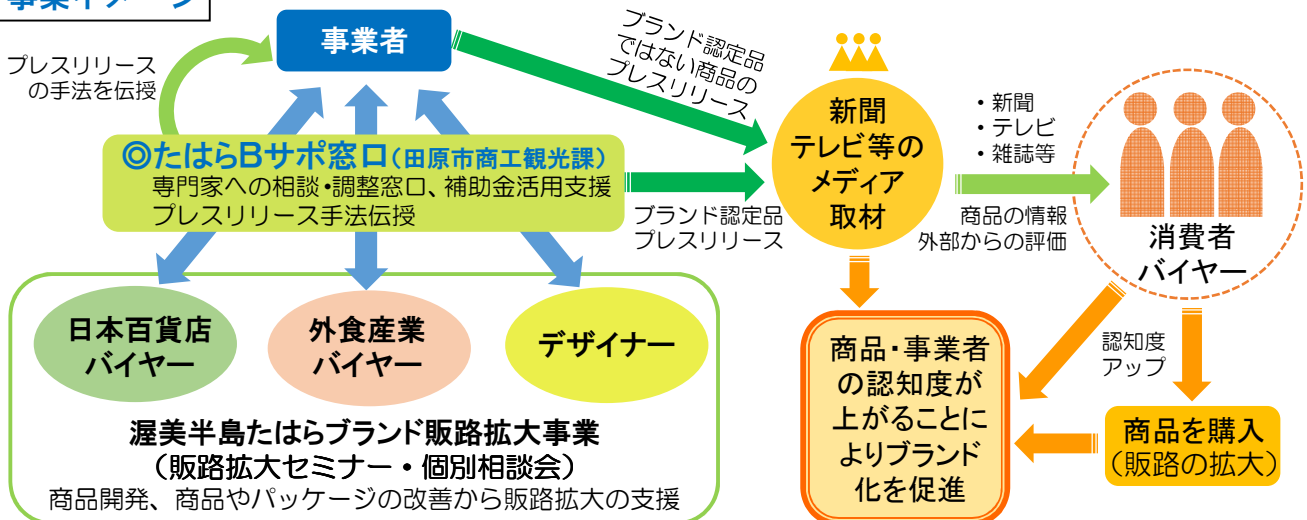 事業イメージ
事業者
プレスリリース
の手法を伝授
◎たはらBサポ窓口(田原市商工観光課)
専門家への相談・調整窓口、補助金活用支援
プレスリリース手法伝授
日本百貨店
バイヤー
外食産業
バイヤー
デザイナー
渥美半島たはらブランド販路拡大事業
(販路拡大セミナー・個別相談会)
商品開発、商品やパッケージの改善から販路拡大の支援
ブランド認定品
ではない商品の
プレスリリース
ブランド認定品
プレスリリース
新聞
テレビ等の
メディア
取材
・新聞
・テレビ
・雑誌等
商品の情報
外部からの評価
消費者
バイヤー
認知度
アップ
商品・事業者
の認知度が
上がることに
よりブランド
化を促進
商品を購入
(販路の拡大)